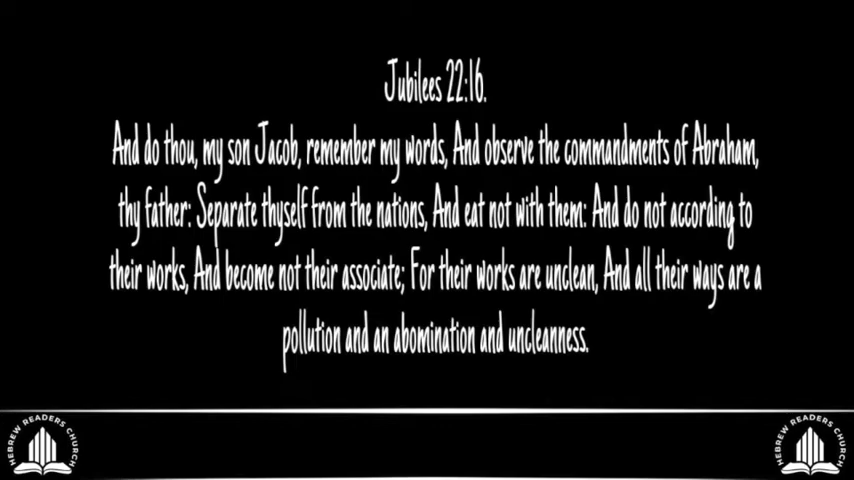 Jubilees 22:16.
And do thou, my son Jacob, remember my words, And observe the commandments of Abraham,
thy father: Separate thyself from the nations, And eat not with them: And do not according to
their works, And become not their associate; For their works are unclean, And all their ways are a
pollution and an abomination and uncleanness.
HEBREW READERS CHURCH
HEBREW READERS CHURCH